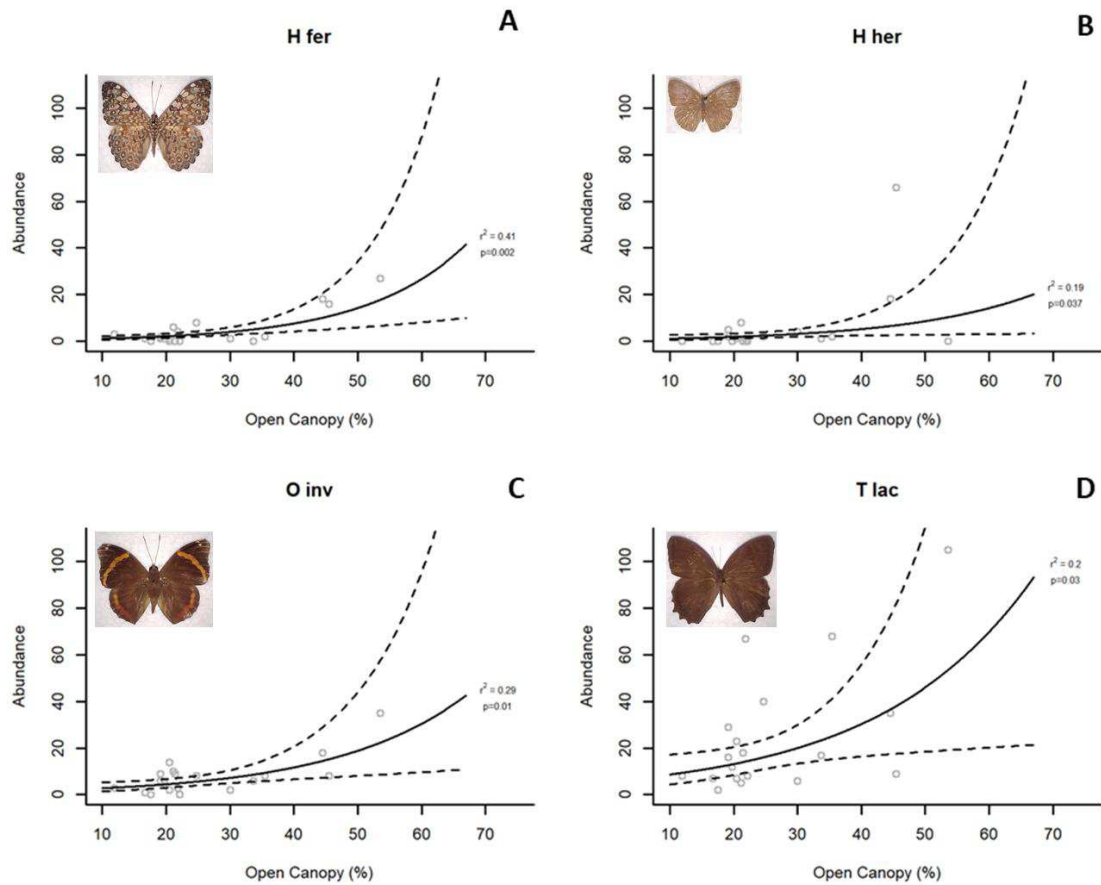 A
H fer
100
80
60
40
20
0
Abundance
r² = 0.41
p=0.002
10 20 30 40 50 60 70
Open Canopy (%)
B
H her
100
80
60
40
20
0
Abundance
r² = 0.19
p=0.037
10 20 30 40 50 60 70
Open Canopy (%)
C
O inv
100
80
60
40
20
0
Abundance
r² = 0.29
p=0.01
10 20 30 40 50 60 70
Open Canopy (%)
D
T lac
100
80
60
40
20
0
Abundance
r² = 0.2
p=0.03
10 20 30 40 50 60 70
Open Canopy (%)